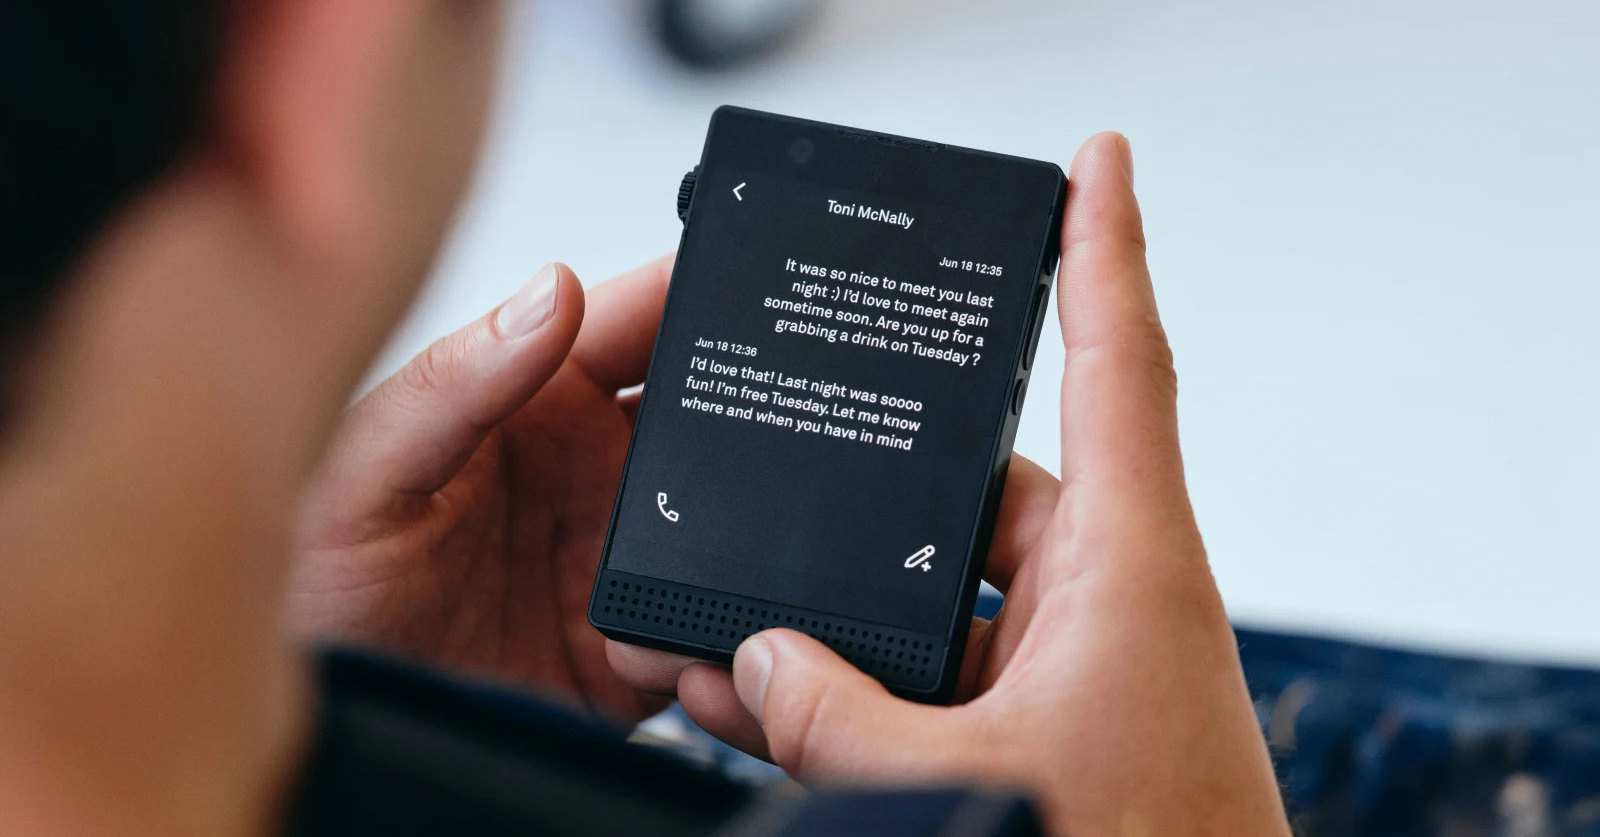 Toni McNally
Jun 18 12:35
It was so nice to meet you last
night :) I'd love to meet again
sometime soon. Are you up for a
grabbing a drink on Tuesday ?
Jun 18 12:36
I'd love that! Last night was soooo
fun! I'm free Tuesday. Let me know
where and when you have in mind